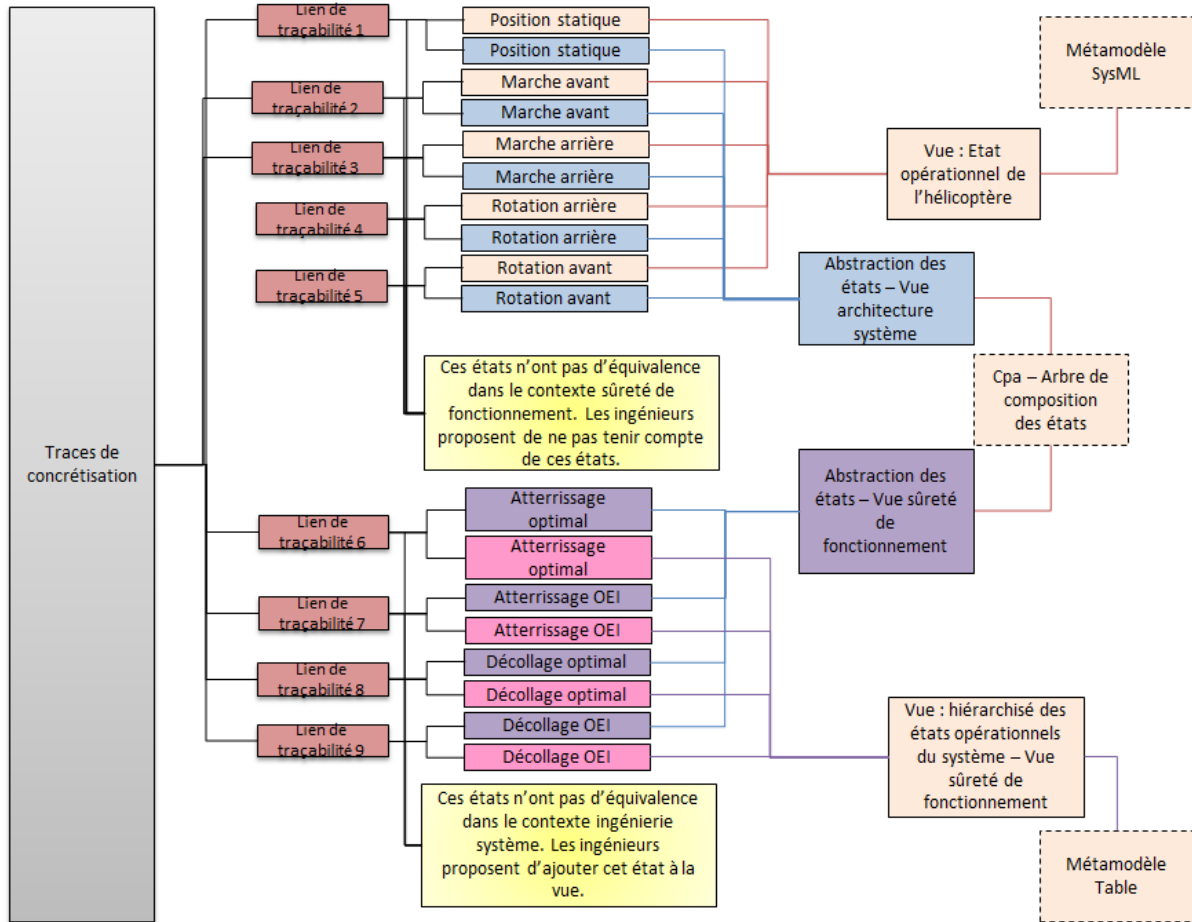 Traces de
concrétisation
Lien de
traçabilité 1
Lien de
traçabilité 2
Lien de
traçabilité 3
Lien de
traçabilité 4
Lien de
traçabilité 5
Position statique
Position statique
Marche avant
Marche avant
Marche arrière
Marche arrière
Rotation arrière
Rotation arrière
Rotation avant
Rotation avant
Ces états n’ont pas d’équivalence
dans le contexte sûreté de
fonctionnement. Les ingénieurs
proposent de ne pas tenir compte
de ces états.
Lien de
traçabilité 6
Lien de
traçabilité 7
Lien de
traçabilité 8
Lien de
traçabilité 9
Atterrissage
optimal
Atterrissage
optimal
Atterrissage OEI
Atterrissage OEI
Décollage optimal
Décollage optimal
Décollage OEI
Décollage OEI
Ces états n’ont pas d’équivalence
dans le contexte ingénierie
système. Les ingénieurs
proposent d’ajouter cet état à la
vue.
Métamodèle
SysML
Vue : Etat
opérationnel de
l’hélicoptère
Abstraction des
états – Vue
architecture
système
Cpa – Arbre de
composition
des états
Abstraction des
états – Vue sûreté
de
fonctionnement
Vue : hiérarchisé des
états opérationnels
du système – Vue
sûreté de
fonctionnement
Métamodèle
Table